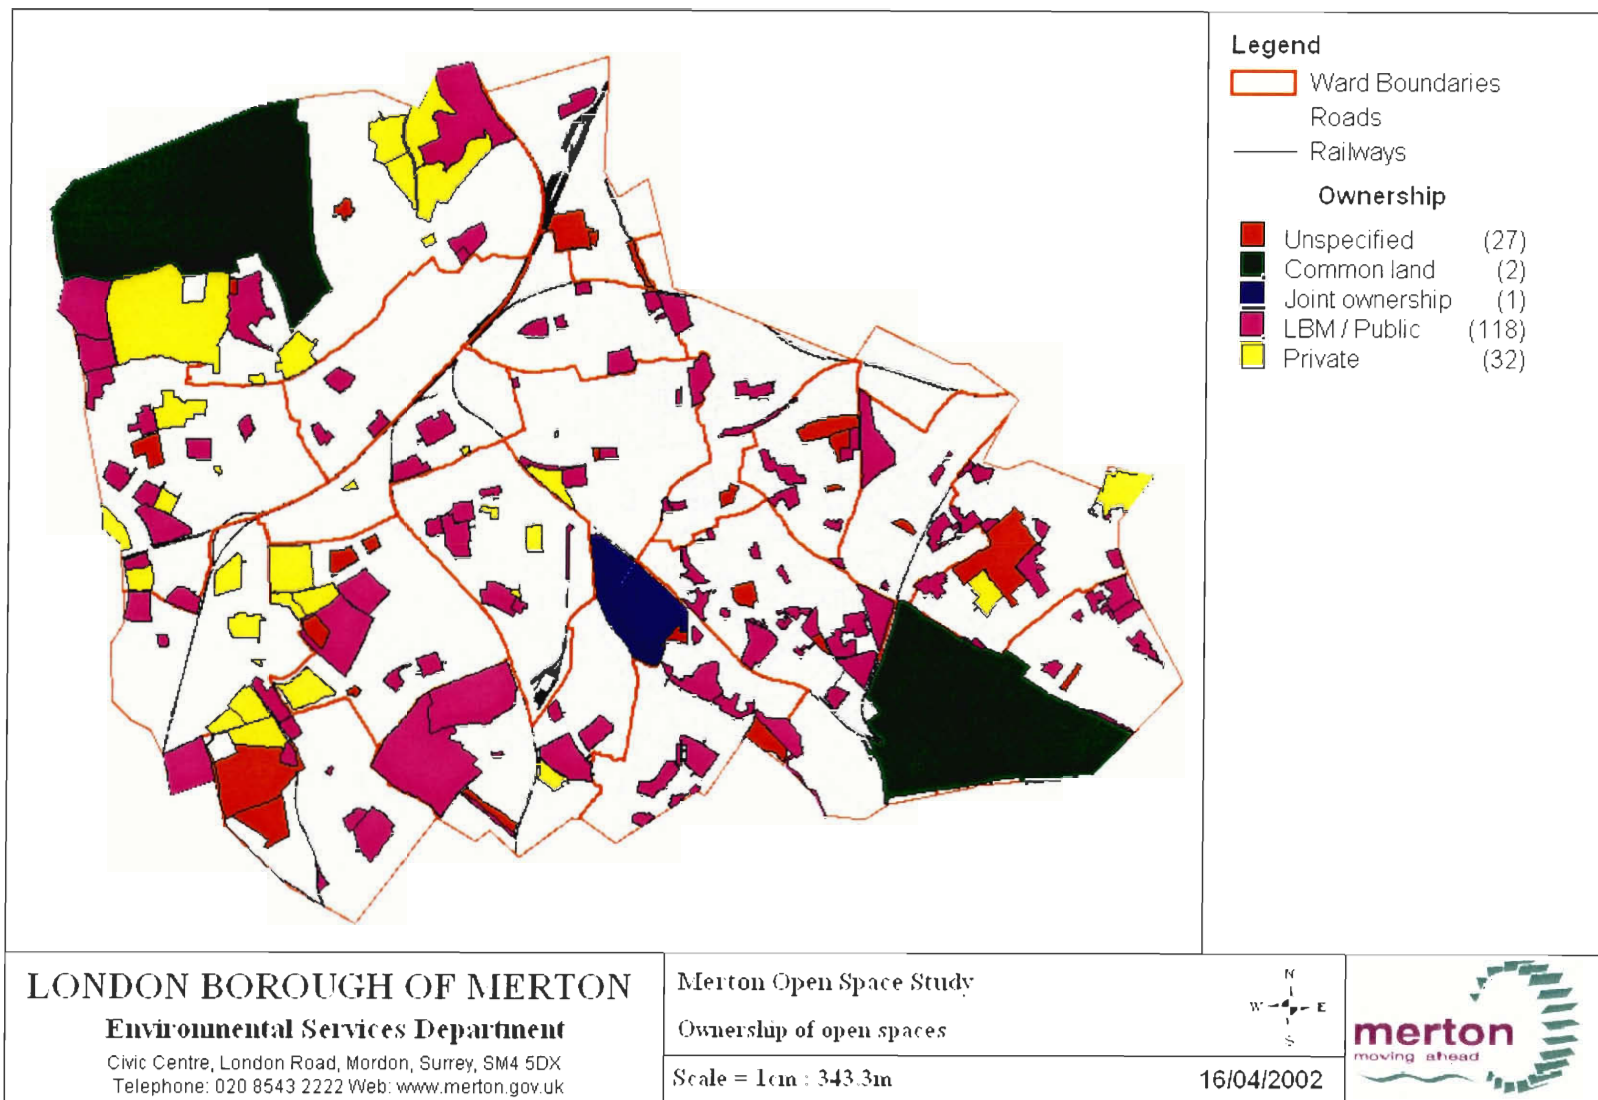 Legend
Ward Boundaries
Roads
Railways
Ownership
Unspecified (27)
Common land (2)
Joint ownership (1)
LBM / Public (118)
Private (32)
LONDON BOROUGH OF MERTON
Environmental Services Department
Civic Centre, London Road, Mordon, Surrey, SM4 5DX
Telephone: 020 8543 2222 Web: www.merton.gov.uk
Merton Open Space Study
Ownership of open spaces
N
W E
S
Scale = 1cm : 343.3m
16/04/2002
merton
moving ahead